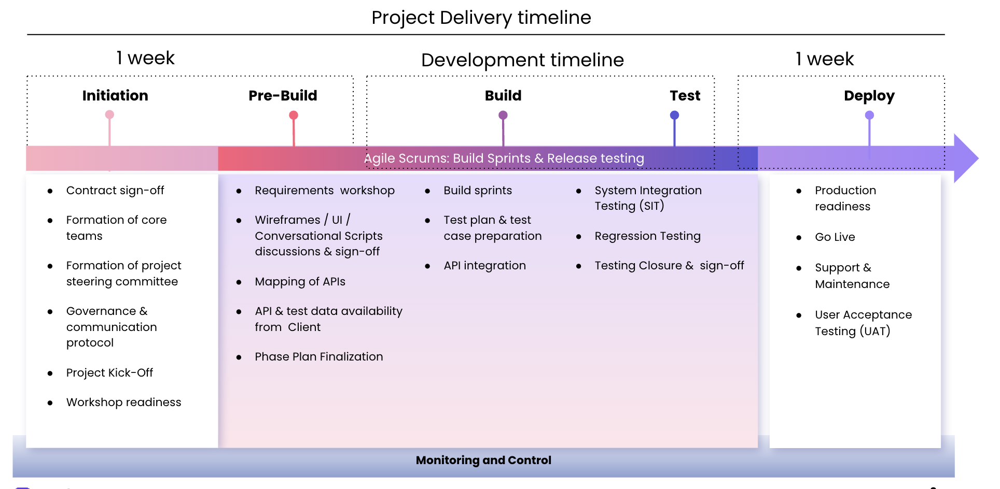 Project Delivery timeline
1 week
Development timeline
1 week
Initiation
Pre-Build
Build
Test
Deploy
Agile Scrums: Build Sprints & Release testing
● Contract sign-off
● Formation of core
teams
● Formation of project
steering committee
● Governance &
communication
protocol
● Project Kick-Off
● Workshop readiness
● Requirements  workshop
● Wireframes / UI /
Conversational Scripts
discussions & sign-off
● Mapping of APIs
● API & test data availability
from  Client
● Phase Plan Finalization
● Build sprints
● Test plan & test
case preparation
● API integration
● System Integration
Testing (SIT)
● Regression Testing
● Testing Closure &  sign-off
● Production
readiness
● Go Live
● Support &
Maintenance
● User Acceptance
Testing (UAT)
Monitoring and Control